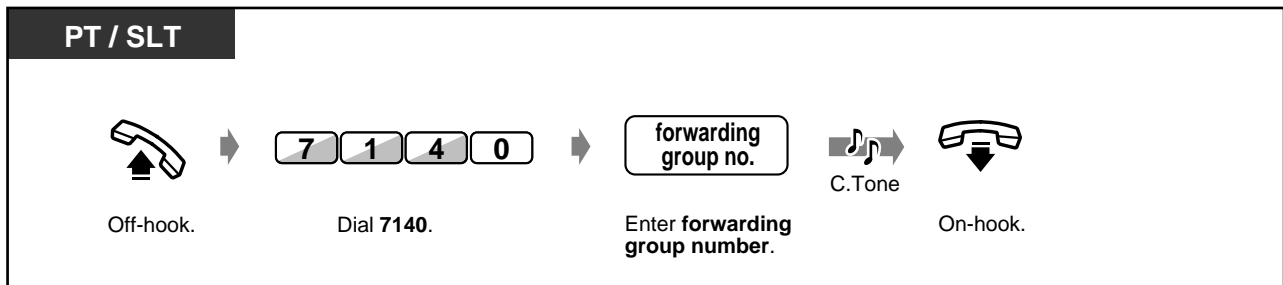 PT / SLT
7 1 4 0
forwarding
group no.
C.Tone
Off-hook.
Dial 7140.
Enter forwarding
group number.
On-hook.